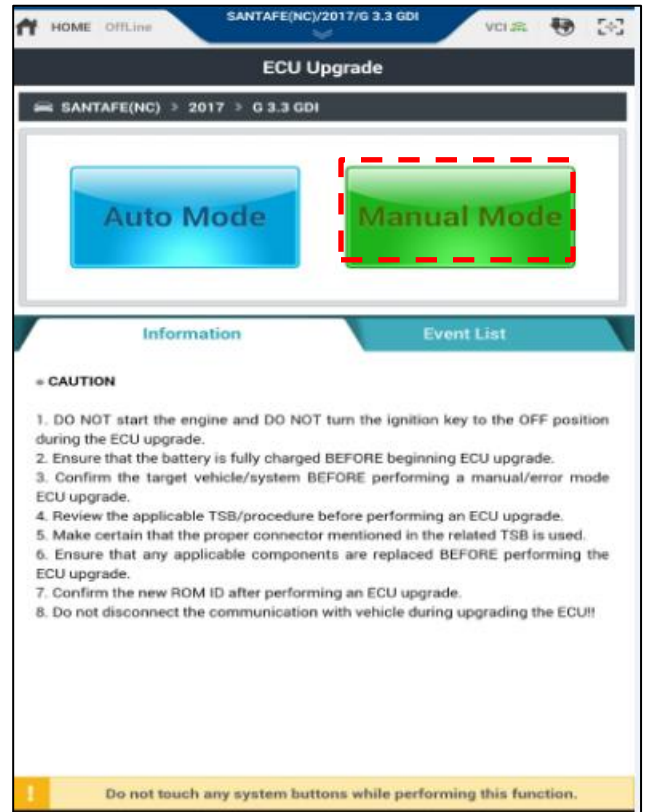 HOME OffLine
SANTAFE(NC)/2017/G 3.3 GDI
VCI
ECU Upgrade
SANTAFE(NC) > 2017 > G 3.3 GDI
Auto Mode
Manual Mode
Information
Event List
CAUTION
1. DO NOT start the engine and DO NOT turn the ignition key to the OFF position
during the ECU upgrade.
2. Ensure that the battery is fully charged BEFORE beginning ECU upgrade.
3. Confirm the target vehicle/system BEFORE performing a manual/error mode
ECU upgrade.
4. Review the applicable TSB/procedure before performing an ECU upgrade.
5. Make certain that the proper connector mentioned in the related TSB is used.
6. Ensure that any applicable components are replaced BEFORE performing the
ECU upgrade.
7. Confirm the new ROM ID after performing an ECU upgrade.
8. Do not disconnect the communication with vehicle during upgrading the ECU!!
! Do not touch any system buttons while performing this function.